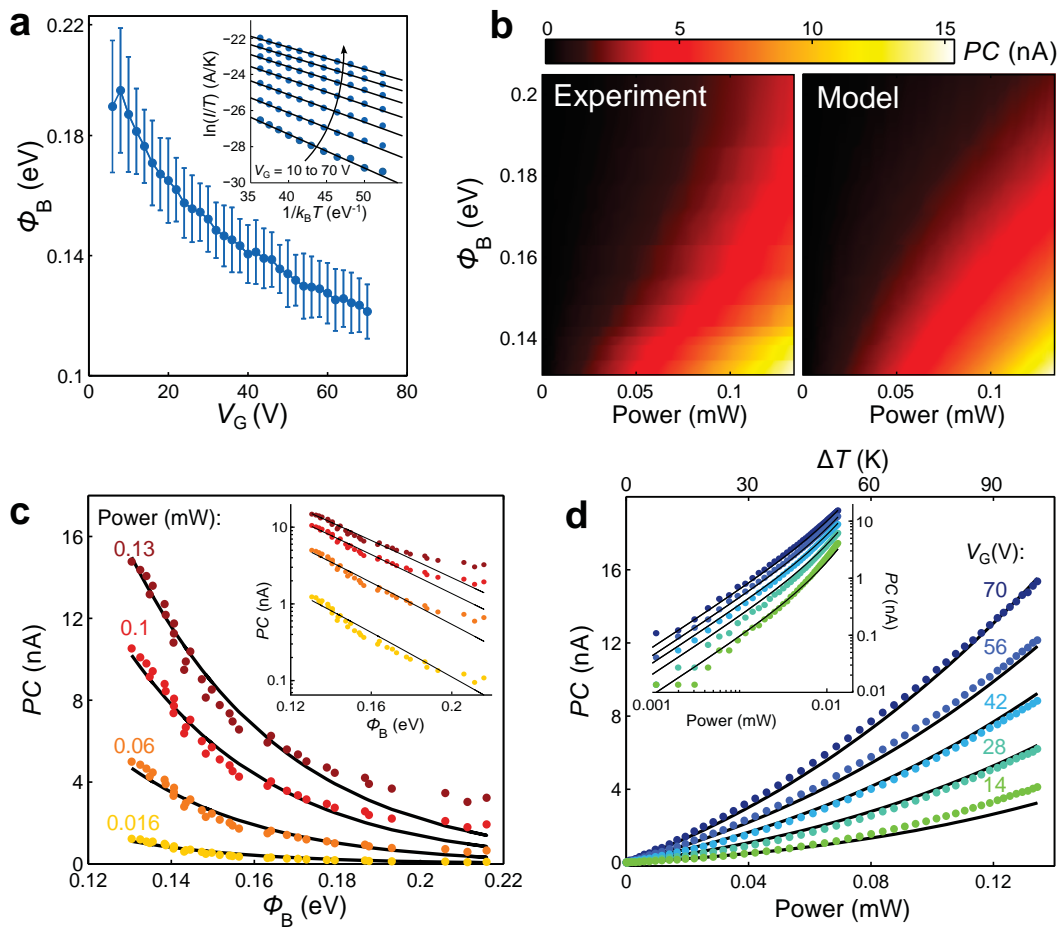 a
0.22
0.18
0.14
0.1
Φ_B (eV)
0
20
40
60
80
V_G (V)
ln(I/T) (A/K)
−22
−24
−26
−28
−30
V_G = 10 to 70 V
35
40
45
50
1/k_BT (eV⁻¹)
b
0
5
10
15
PC (nA)
Experiment
Model
0.2
0.18
0.16
0.14
Φ_B (eV)
0
0.05
0.1
Power (mW)
0
0.05
0.1
Power (mW)
c
Power (mW):
0.13
0.1
0.06
0.016
16
12
8
4
0
PC (nA)
0.12
0.14
0.16
0.18
0.2
0.22
Φ_B (eV)
10
1
0.1
PC (nA)
0.12
0.16
0.2
Φ_B (eV)
ΔT (K)
0
30
60
90
d
V_G(V):
70
56
42
28
14
16
12
8
4
0
PC (nA)
0
0.04
0.08
0.12
Power (mW)
10
1
0.1
0.01
PC (nA)
0.001
0.01
Power (mW)